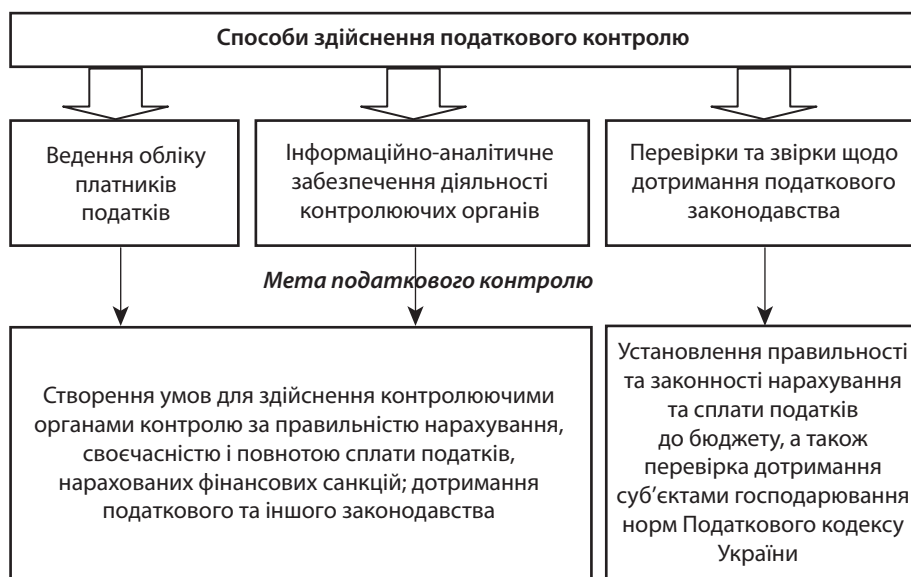 Способи здійснення податкового контролю
Ведення обліку
платників
податків
Інформаційно-аналітичне
забезпечення діяльності
контролюючих органів
Перевірки та звірки щодо
дотримання податкового
законодавства
Мета податкового контролю
Створення умов для здійснення контролюючими
органами контролю за правильністю нарахування,
своєчасністю і повнотою сплати податків,
нарахованих фінансових санкцій; дотримання
податкового та іншого законодавства
Установлення правильності
та законності нарахування
та сплати податків
до бюджету, а також
перевірка дотримання
суб’єктами господарювання
норм Податкового кодексу
України